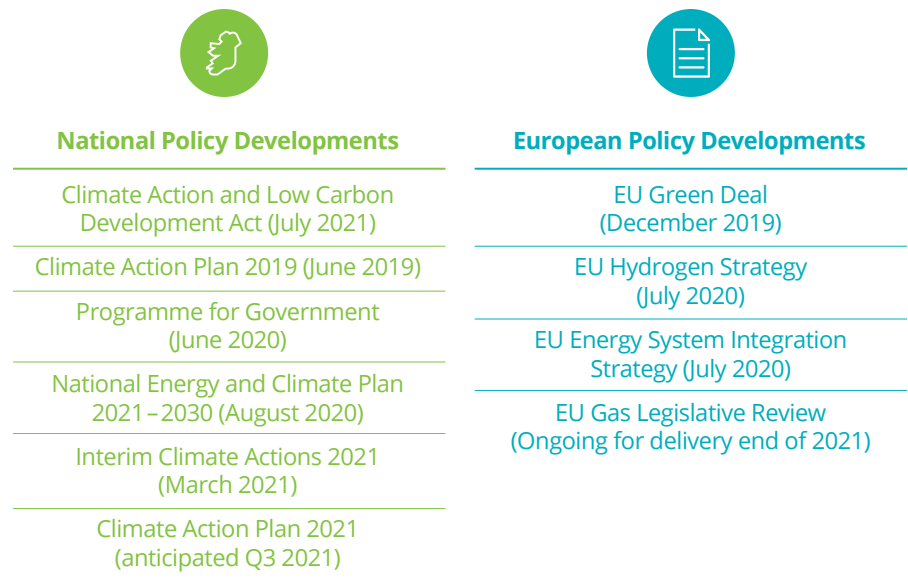 National Policy Developments
Climate Action and Low Carbon
Development Act (July 2021)
Climate Action Plan 2019 (June 2019)
Programme for Government
(June 2020)
National Energy and Climate Plan
2021–2030 (August 2020)
Interim Climate Actions 2021
(March 2021)
Climate Action Plan 2021
(anticipated Q3 2021)
European Policy Developments
EU Green Deal
(December 2019)
EU Hydrogen Strategy
(July 2020)
EU Energy System Integration
Strategy (July 2020)
EU Gas Legislative Review
(Ongoing for delivery end of 2021)